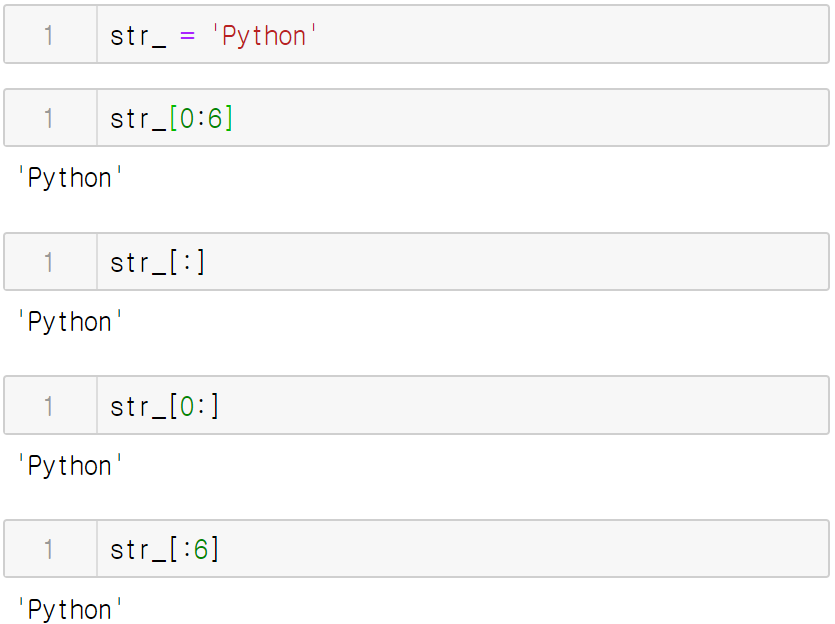 1 str_ = 'Python'
1 str_[0:6]
'Python'
1 str_[:]
'Python'
1 str_[0:]
'Python'
1 str_[:6]
'Python'